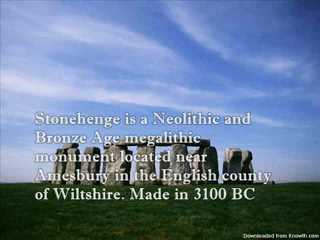 Stonehenge is a Neolithic and
Bronze Age megalithic
monument located near
Amesbury in the English county
of Wiltshire. Made in 3100 BC
Downloaded from Knowth.com